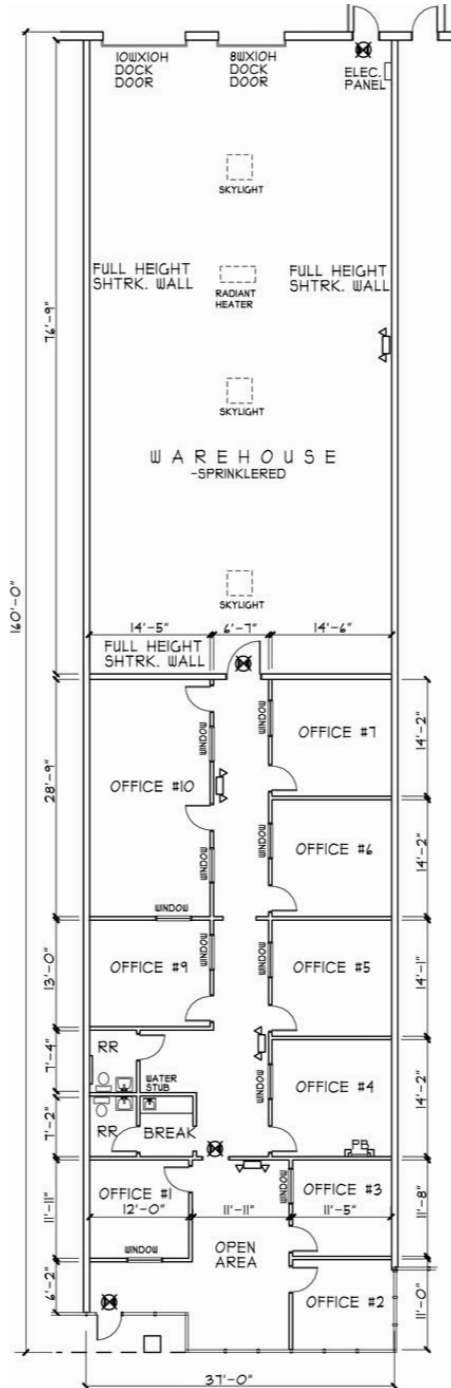 10WX10H
DOCK
DOOR
8WX10H
DOCK
DOOR
ELEC.
PANEL
SKYLIGHT
FULL HEIGHT
SHTRK. WALL
RADIANT
HEATER
FULL HEIGHT
SHTRK. WALL
76'-9"
SKYLIGHT
WAREHOUSE
-SPRINKLERED
160'-0"
SKYLIGHT
14'-5"
6'-7"
14'-6"
FULL HEIGHT
SHTRK. WALL
WINDOW
WINDOW
OFFICE #7
14'-2"
28'-9"
OFFICE #10
WINDOW
OFFICE #6
14'-2"
WINDOW
WINDOW
13'-0"
OFFICE #9
WINDOW
WINDOW
OFFICE #5
14'-1"
7'-4"
RR
WATER
STUB
WINDOW
OFFICE #4
14'-2"
7'-2"
RR
BREAK
PB
11'-11"
OFFICE #1
12'-0"
11'-11"
WINDOW
OFFICE #3
11'-5"
11'-8"
WINDOW
OPEN
AREA
6'-2"
OFFICE #2
11'-0"
37'-0"